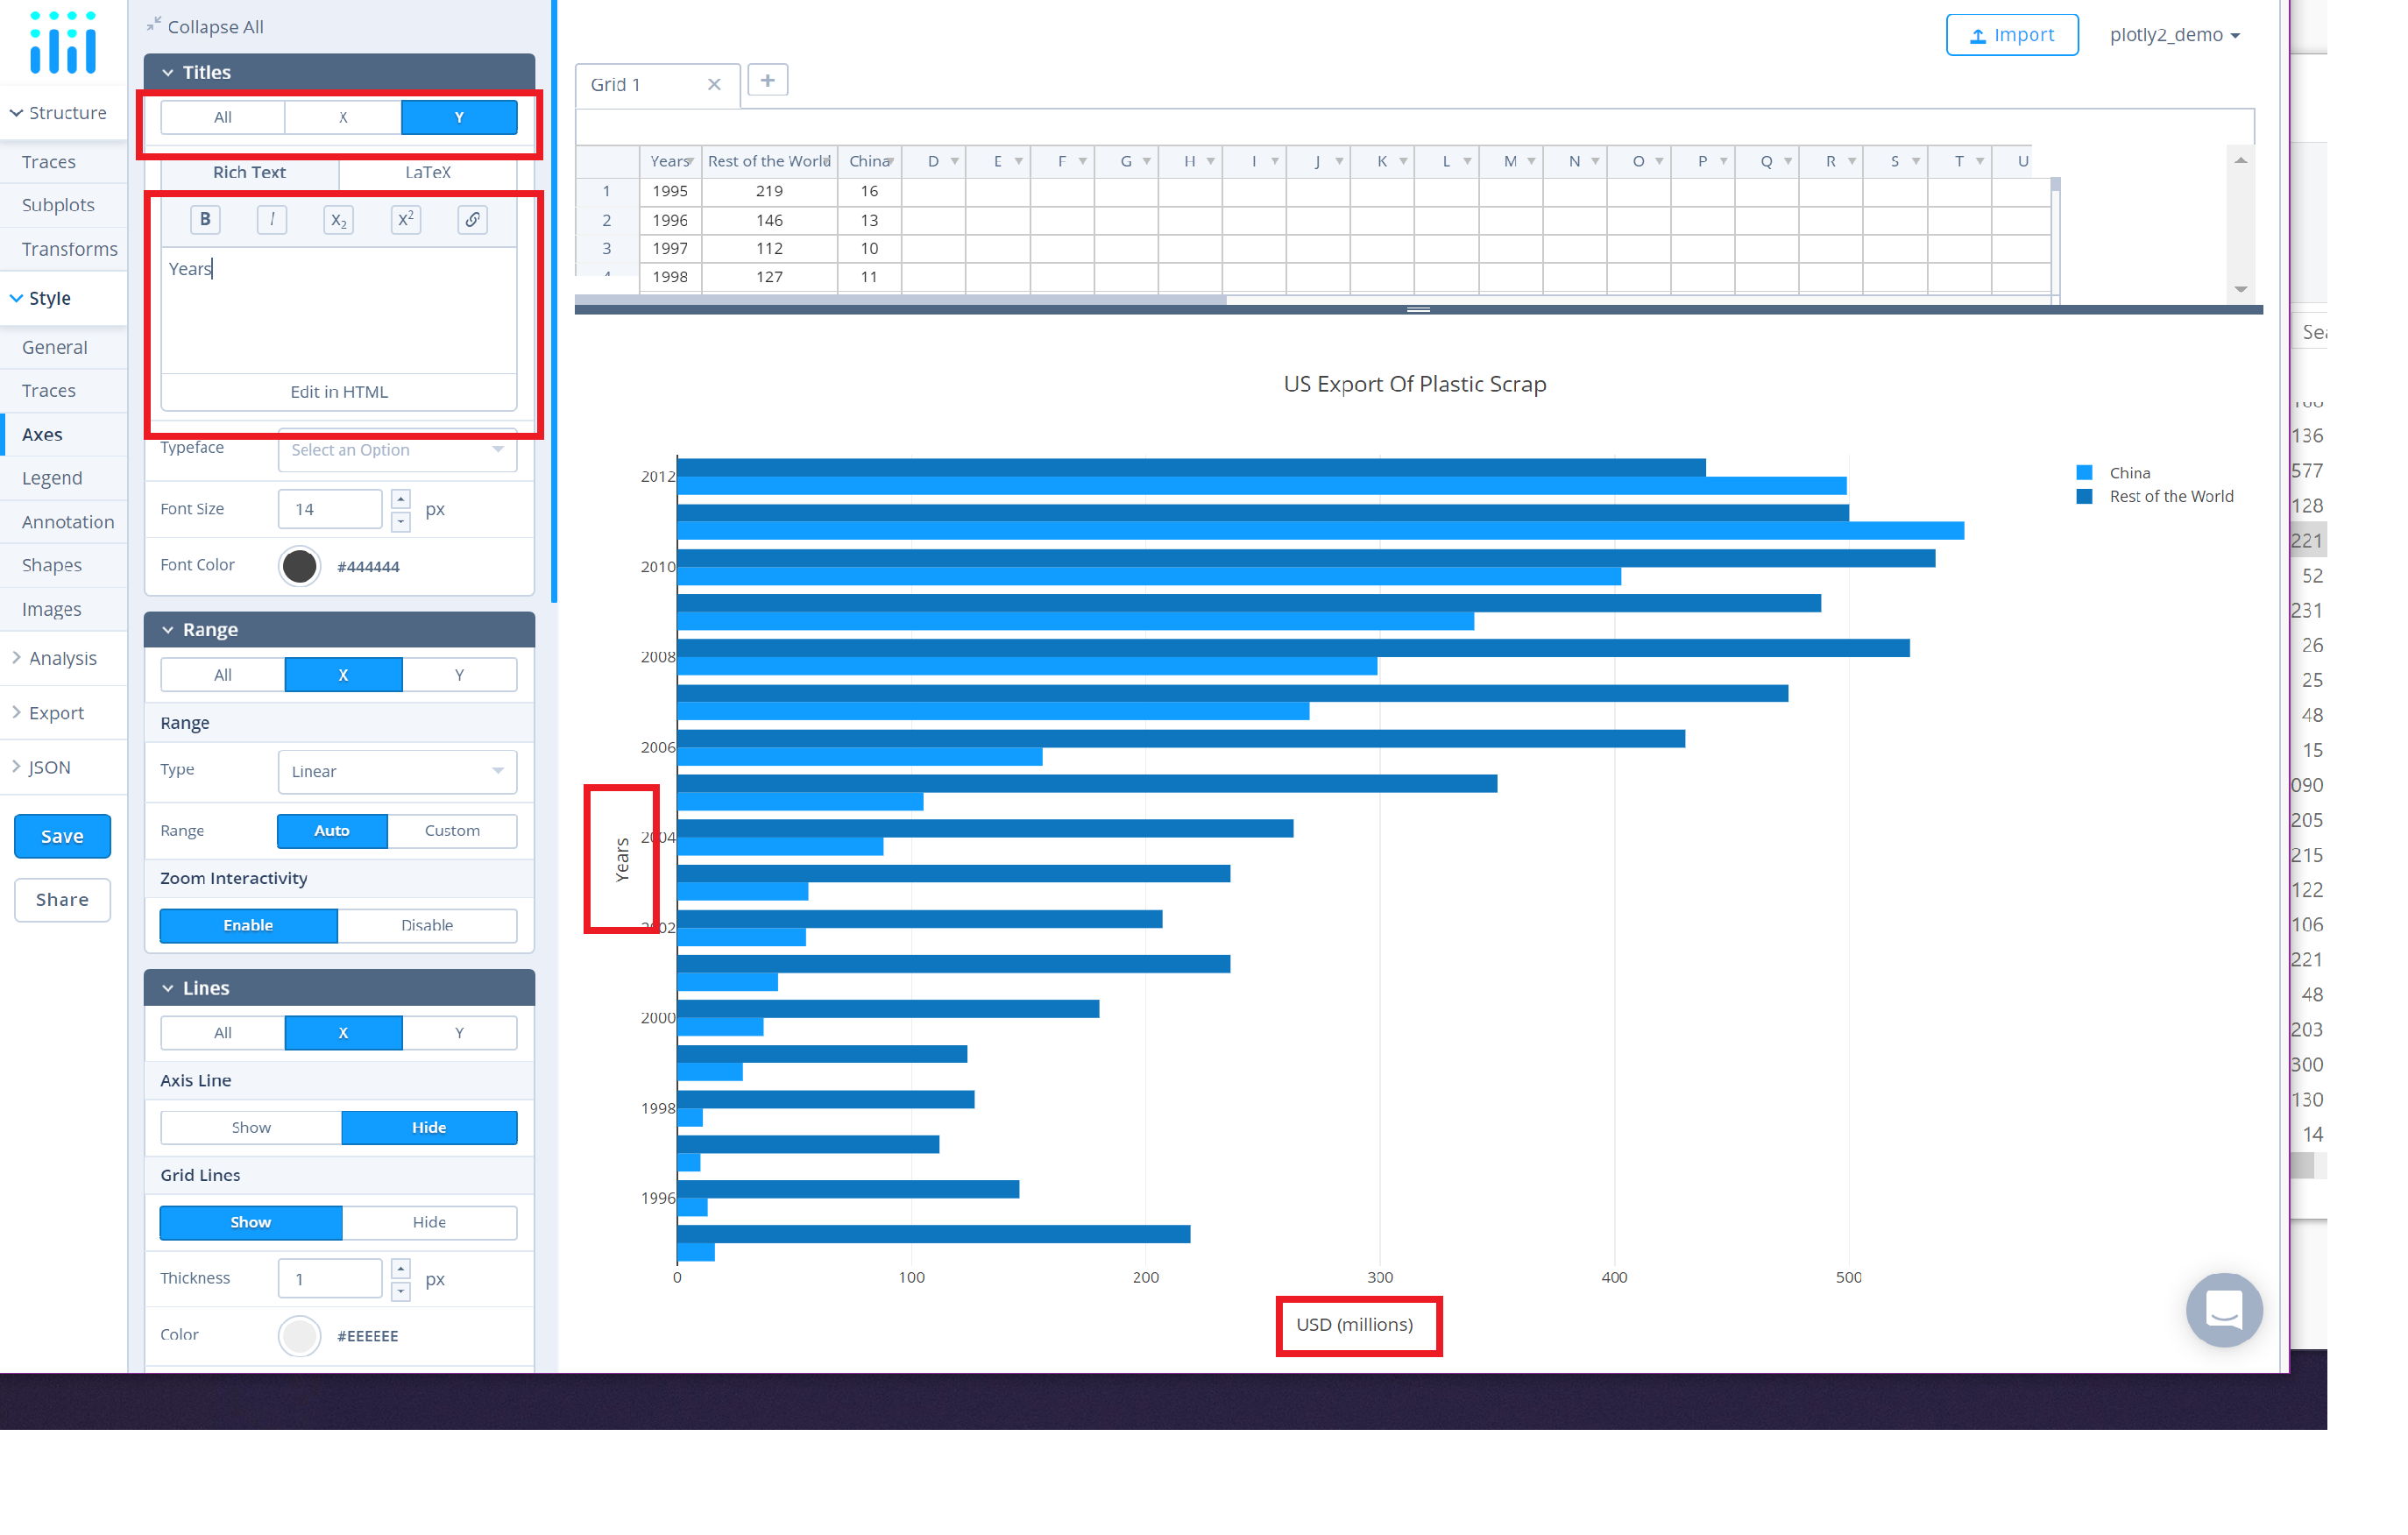 Collapse All
Structure
Traces
Subplots
Transforms
Style
General
Traces
Axes
Legend
Annotation
Shapes
Images
Analysis
Export
JSON
Save
Share
Titles
All X Y
Rich Text LaTeX
B I X2 X2
Years
Edit in HTML
Typeface Select an Option
Font Size 14 px
Font Color #444444
Range
All X Y
Range
Type Linear
Range Auto Custom
Zoom Interactivity
Enable Disable
Lines
All X Y
Axis Line
Show Hide
Grid Lines
Show Hide
Thickness 1 px
Color #EEEEEE
Import plotly2_demo
Grid 1 +
Years Rest of the World China D E F G H I J K L M N O P Q R S T U
1 1995 219 16
2 1996 146 13
3 1997 112 10
4 1998 127 11
US Export Of Plastic Scrap
China
Rest of the World
2012
2010
2008
2006
2004
2002
2000
1998
1996
Years
0 100 200 300 400 500
USD (millions)
136
577
128
221
52
231
26
25
48
15
090
205
215
122
106
221
48
203
300
130
14